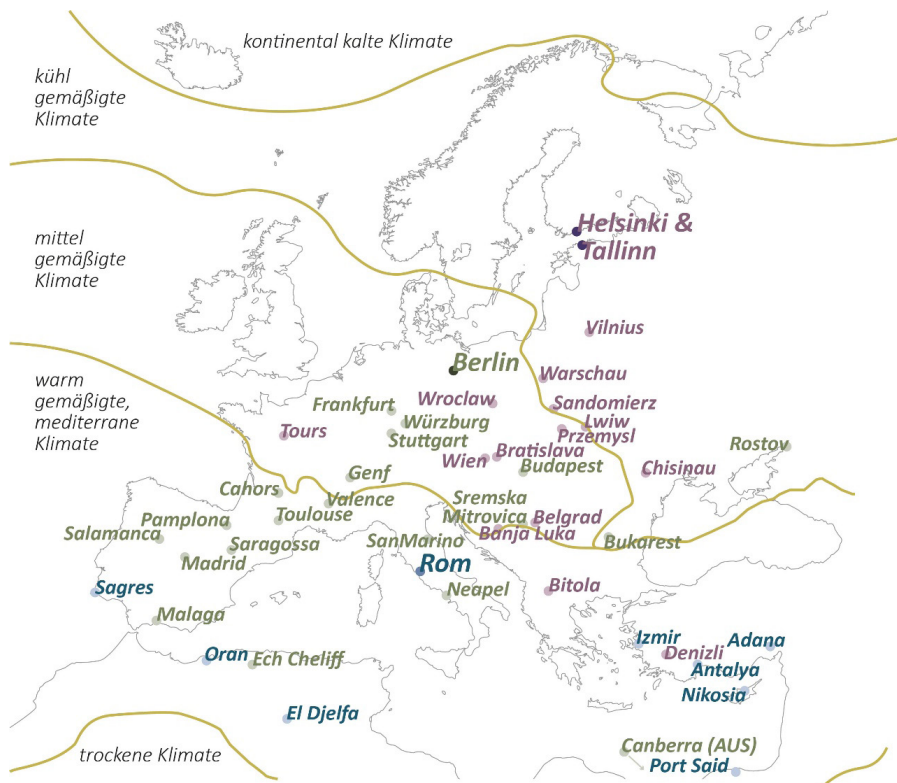 kontinental kalte Klimate
kühl
gemäßigte
Klimate
mittel
gemäßigte
Klimate
Helsinki &
Tallinn
Vilnius
Berlin
warm
gemäßigte,
mediterrane
Klimate
Warschau
Wroclaw
Frankfurt
Sandomierz
Würzburg
Lwiw
Tours
Stuttgart
Przemysl
Rostov
Wien
Bratislava
Budapest
Chisinau
Genf
Cahors
Valence
Sremska
Mitrovica
Belgrad
Banja Luka
Pamplona
Toulouse
Salamanca
Saragossa
Madrid
SanMarino
Bukarest
Rom
Sagres
Neapel
Bitola
Malaga
Izmir
Adana
Oran
Ech Cheliff
Denizli
Antalya
Nikosia
El Djelfa
trockene Klimate
Canberra (AUS)
Port Said